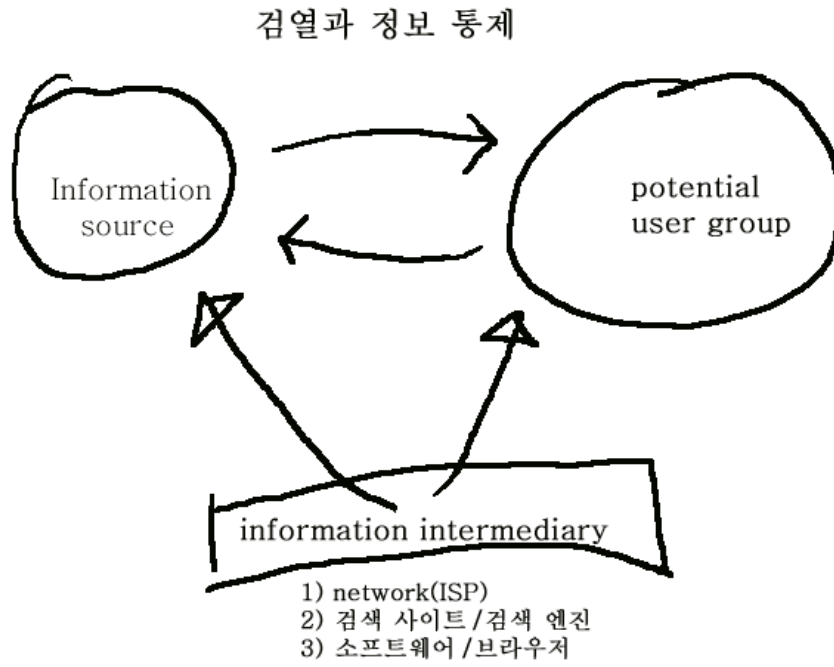 검열과 정보 통제
Information
source
potential
user group
information intermediary
1) network(ISP)
2) 검색 사이트/검색 엔진
3) 소프트웨어/브라우저